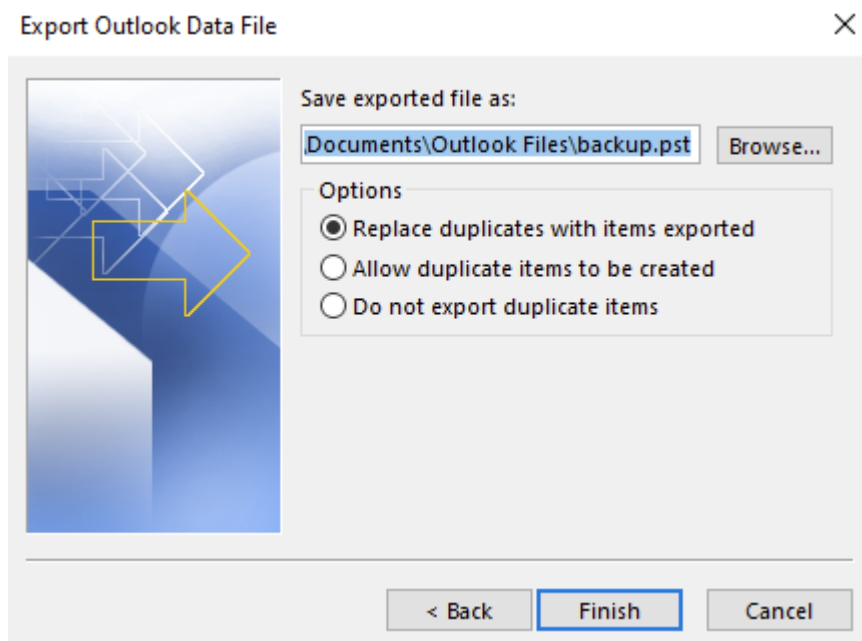 Export Outlook Data File
Save exported file as:
\Documents\Outlook Files\backup.pst
Browse...
Options
Replace duplicates with items exported
Allow duplicate items to be created
Do not export duplicate items
< Back
Finish
Cancel